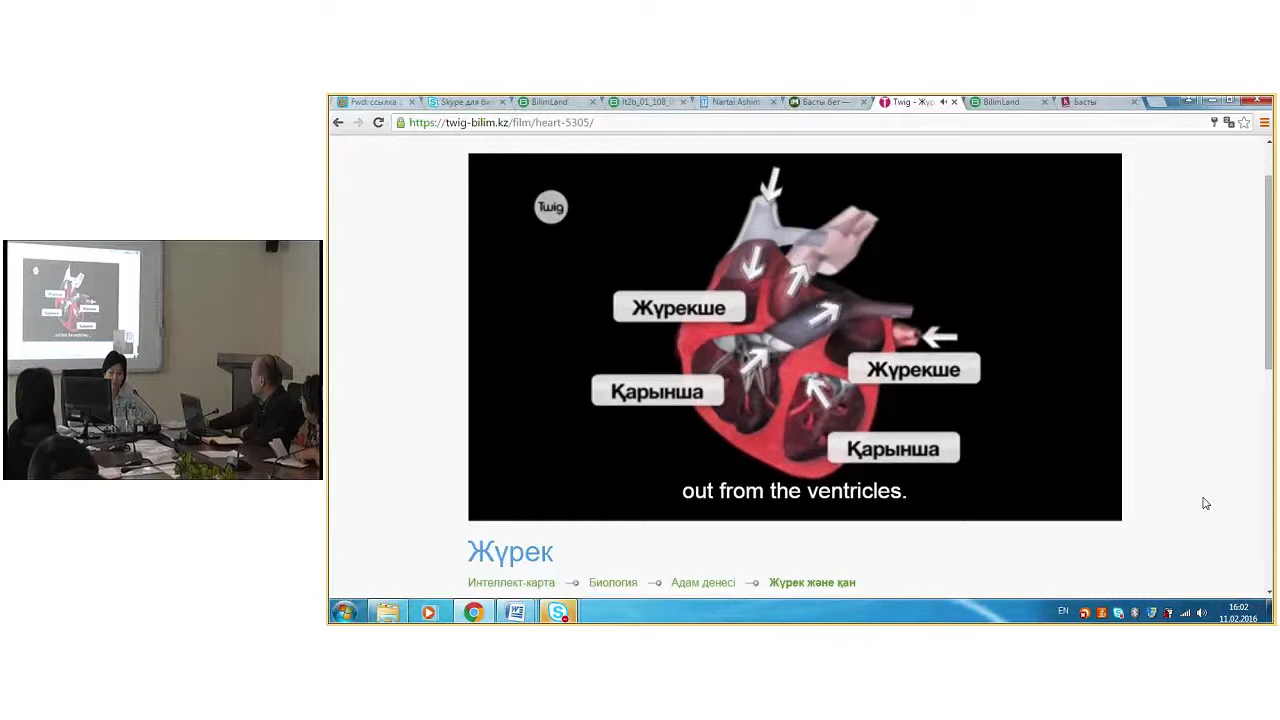 Fwd: ссылка
Skype для би
BilimLand
lt2b_01_108_
Nartai Ashim
Басты бет —
Twig - Жүр
BilimLand
Басты
https://twig-bilim.kz/film/heart-5305/
Twig
Жүрекше
Жүрекше
Қарынша
Қарынша
out from the ventricles.
Жүрек
Интеллект-карта
Биология
Адам денесі
Жүрек және қан
EN
16:02
11.02.2016